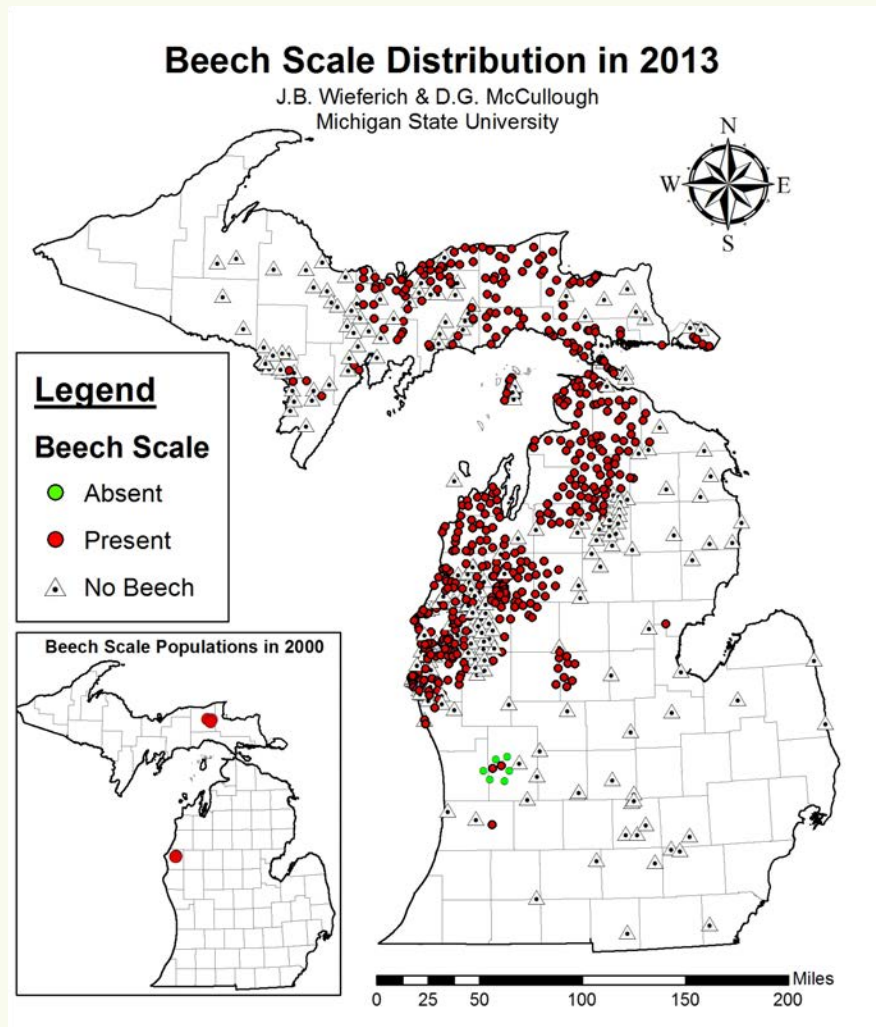 Beech Scale Distribution in 2013
J.B. Wieferich & D.G. McCullough
Michigan State University
N
W E
S
Legend
Beech Scale
Absent
Present
No Beech
Beech Scale Populations in 2000
Miles
0 25 50 100 150 200